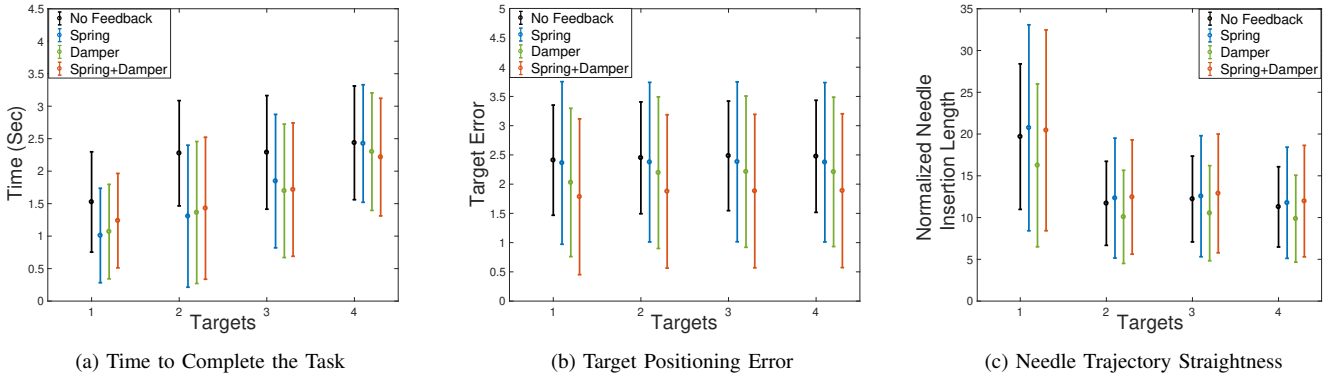 4.5
4
3.5
3
2.5
2
1.5
1
0.5
0
Time (Sec)
No Feedback
Spring
Damper
Spring+Damper
1 2 3 4
Targets
(a) Time to Complete the Task
5
4.5
4
3.5
3
2.5
2
1.5
1
0.5
0
Target Error
No Feedback
Spring
Damper
Spring+Damper
1 2 3 4
Targets
(b) Target Positioning Error
35
30
25
20
15
10
5
0
Normalized Needle
Insertion Length
No Feedback
Spring
Damper
Spring+Damper
1 2 3 4
Targets
(c) Needle Trajectory Straightness